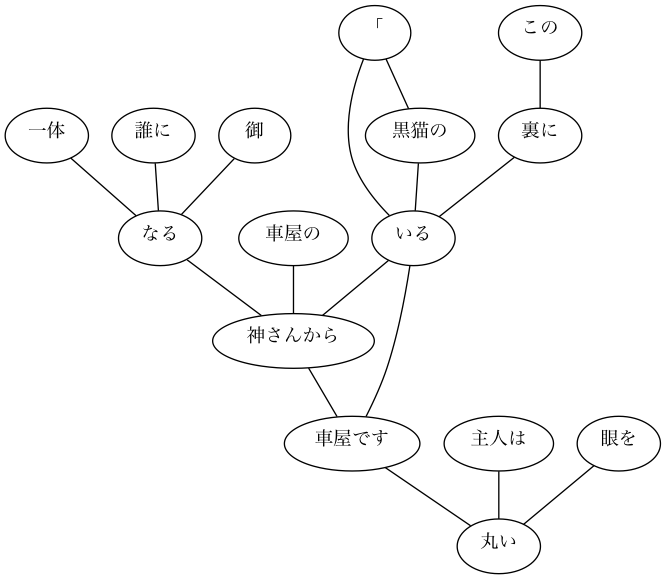 「
この
一体
誰に
御
黒猫の
裏に
なる
車屋の
いる
神さんから
車屋です
主人は
眼を
丸い